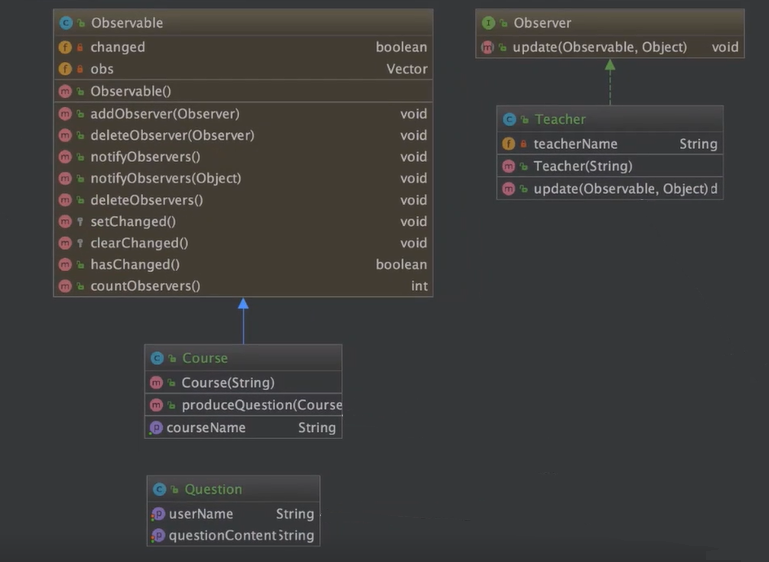 Observable
changed boolean
obs Vector
Observable()
addObserver(Observer) void
deleteObserver(Observer) void
notifyObservers() void
notifyObservers(Object) void
deleteObservers() void
setChanged() void
clearChanged() void
hasChanged() boolean
countObservers() int
Observer
update(Observable, Object) void
Teacher
teacherName String
Teacher(String)
update(Observable, Object) d
Course
Course(String)
produceQuestion(Course
courseName String
Question
userName String
questionContent String